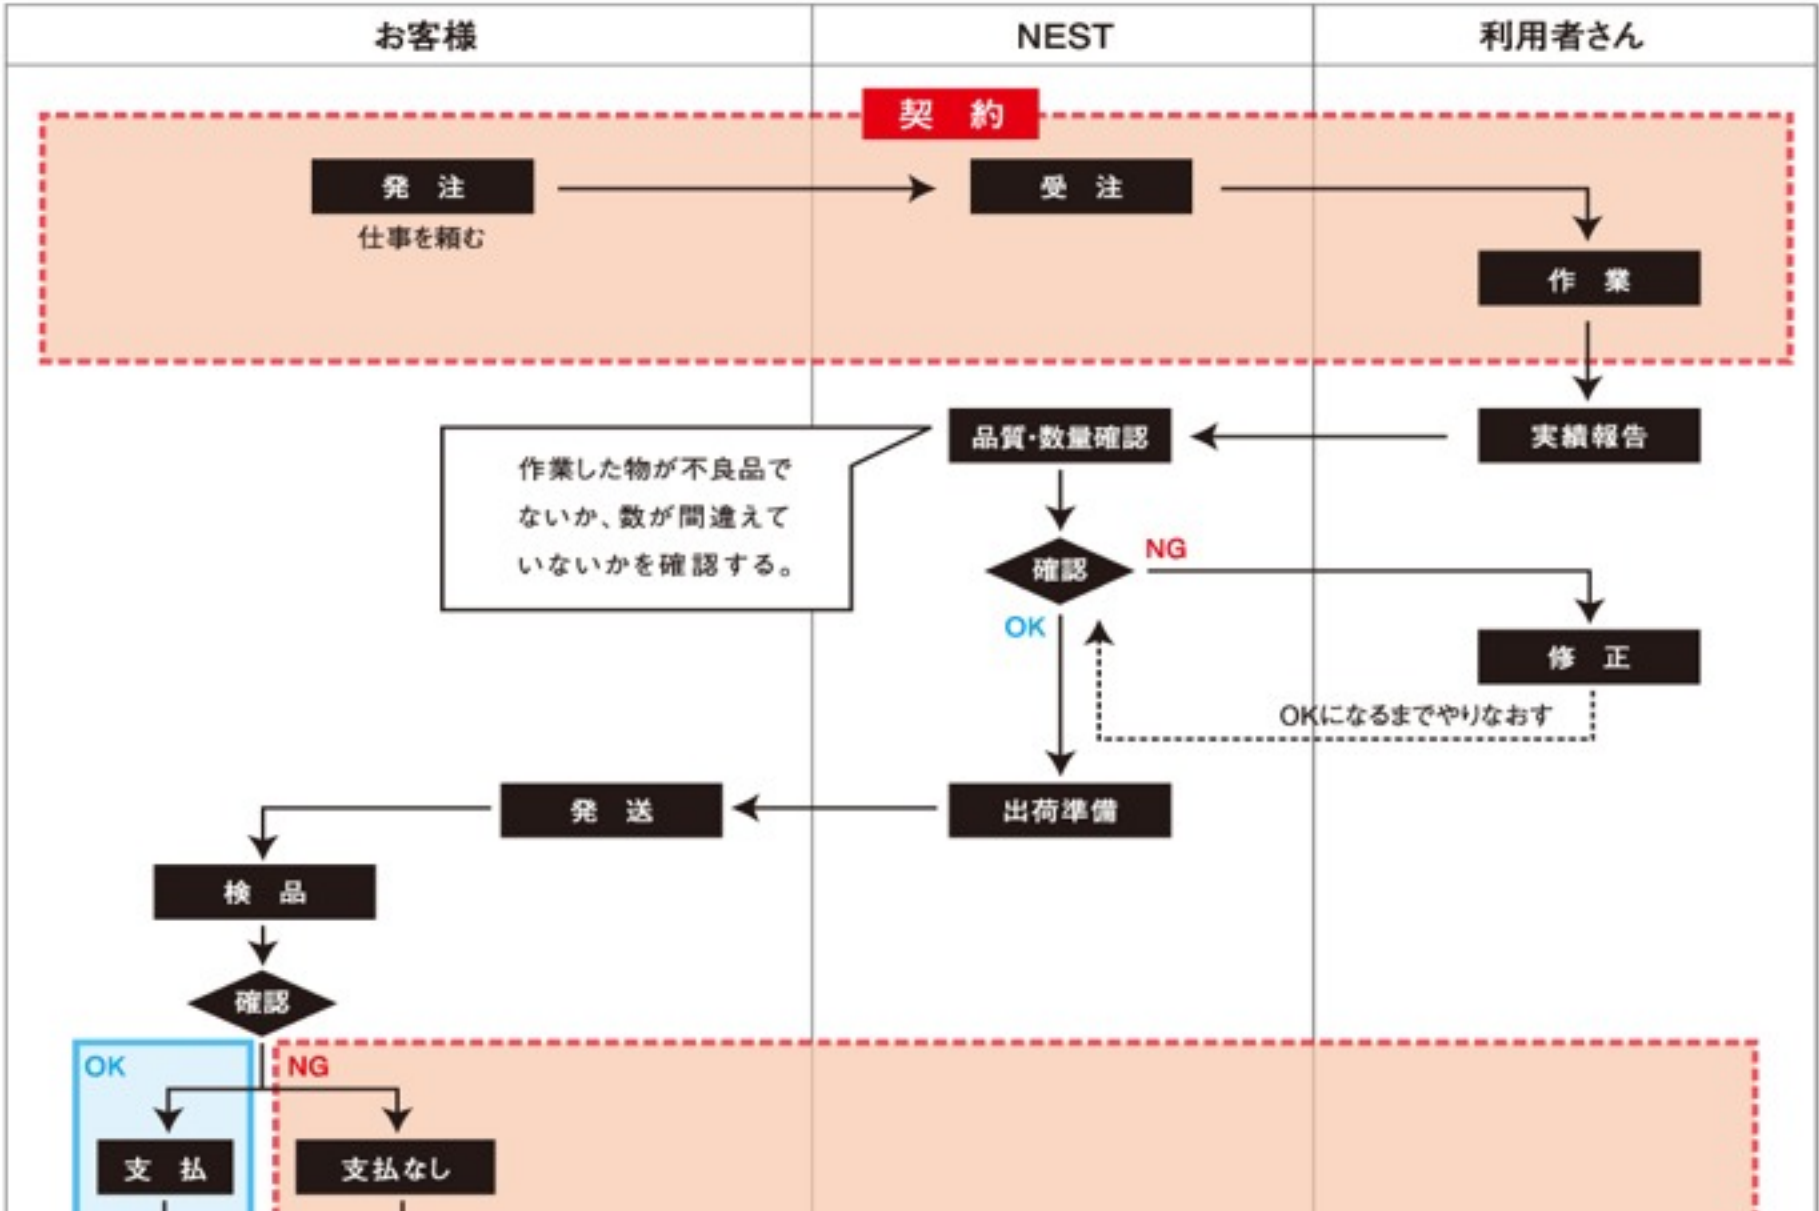 お客様
NEST
利用者さん
契 約
発 注
受 注
仕事を頼む
作 業
品質・数量確認
実績報告
作業した物が不良品で
ないか、数が間違えて
いないかを確認する。
NG
確認
OK
修 正
OKになるまでやりなおす
発 送
出荷準備
検 品
確認
OK
NG
支 払
支払なし